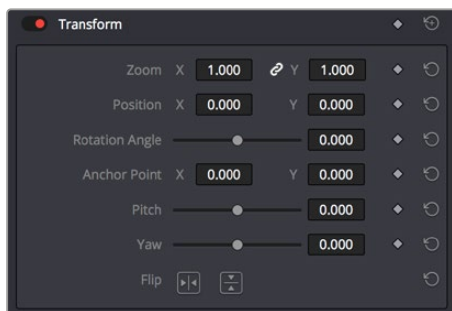 Transform
Zoom X 1.000 Y 1.000
Position X 0.000 Y 0.000
Rotation Angle 0.000
Anchor Point X 0.000 Y 0.000
Pitch 0.000
Yaw 0.000
Flip